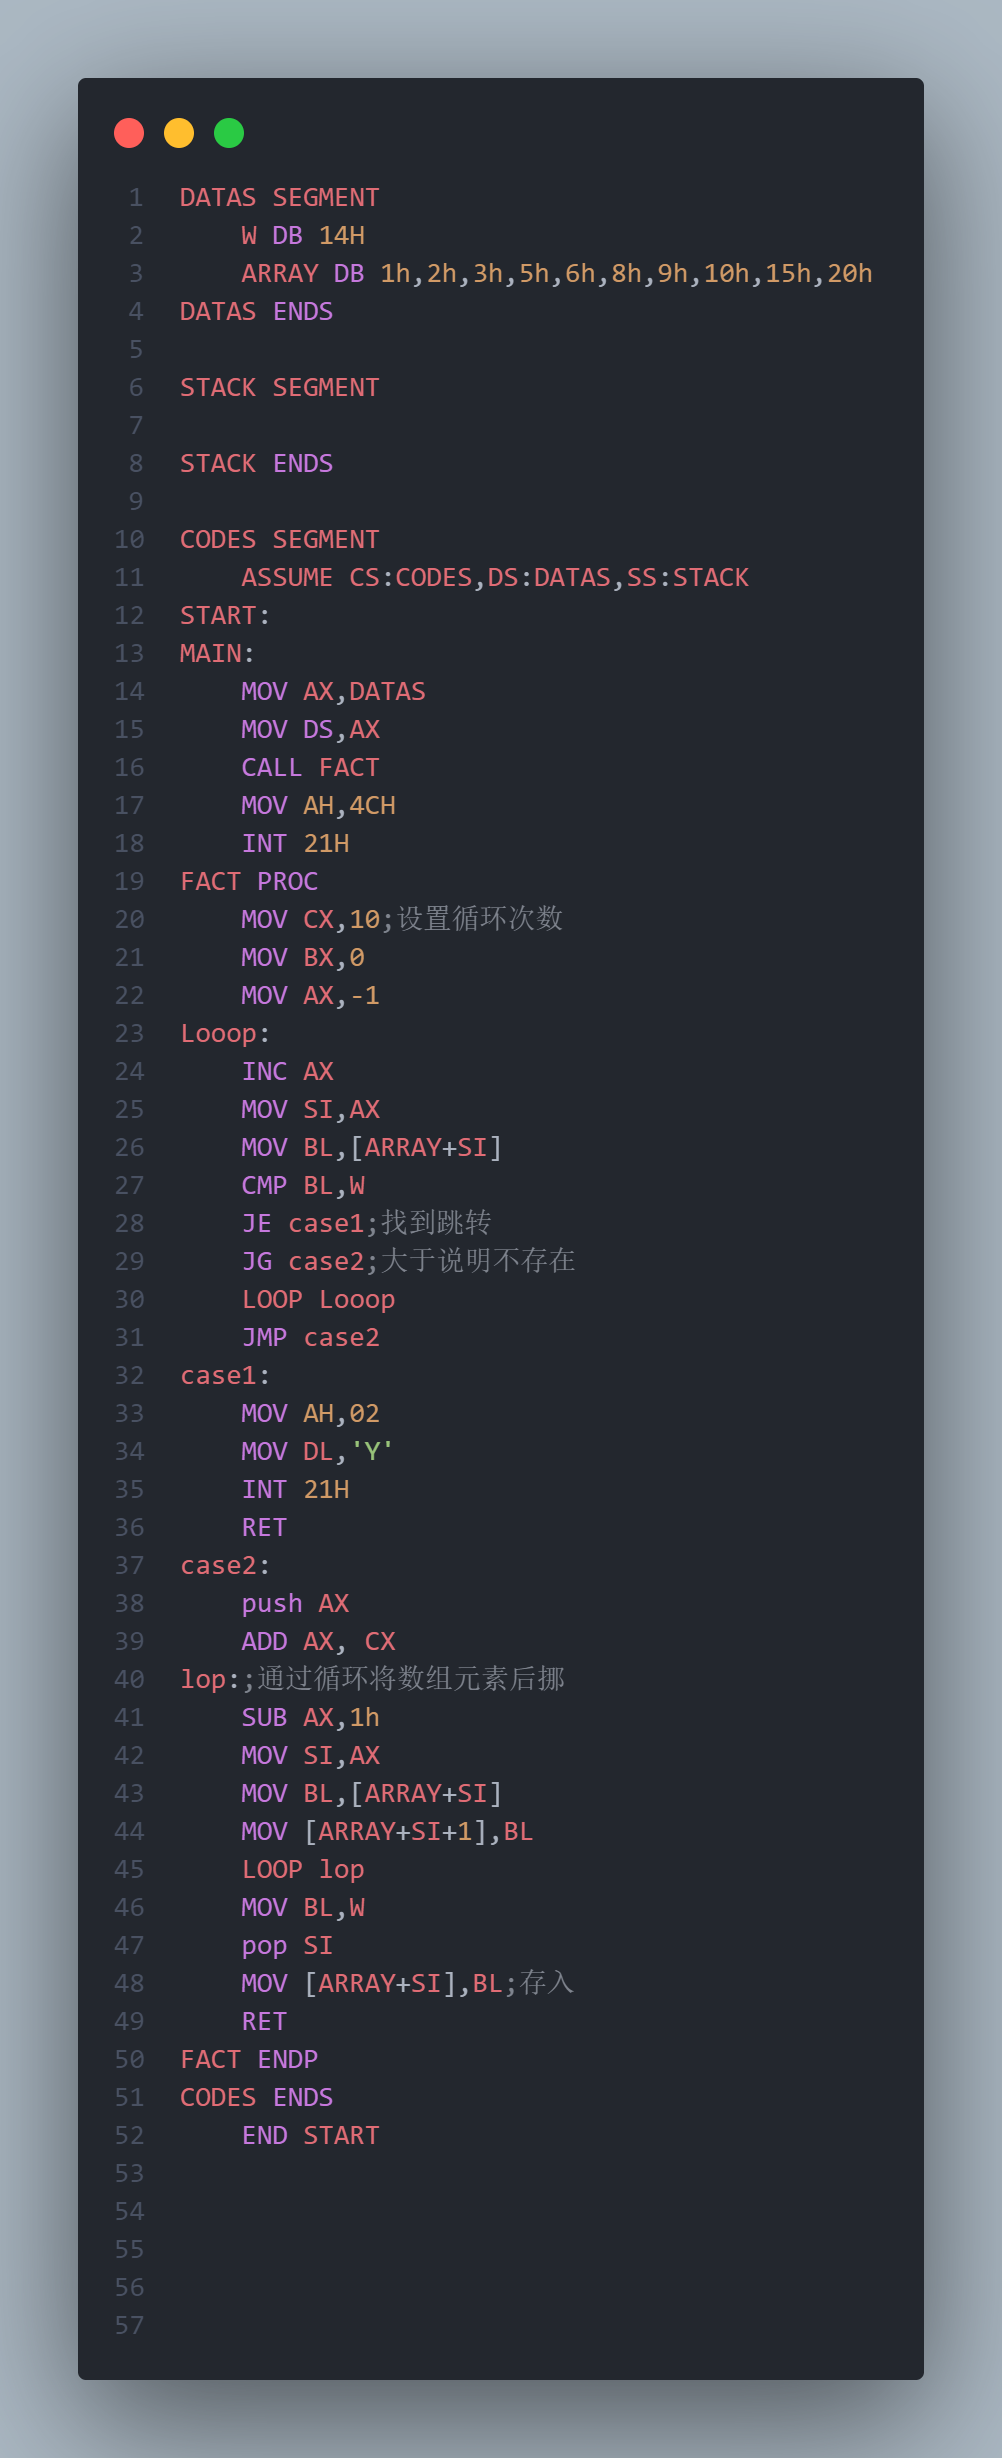 1 DATAS SEGMENT
2     W DB 14H
3     ARRAY DB 1h,2h,3h,5h,6h,8h,9h,10h,15h,20h
4 DATAS ENDS
5
6 STACK SEGMENT
7
8 STACK ENDS
9
10 CODES SEGMENT
11     ASSUME CS:CODES,DS:DATAS,SS:STACK
12 START:
13 MAIN:
14     MOV AX,DATAS
15     MOV DS,AX
16     CALL FACT
17     MOV AH,4CH
18     INT 21H
19 FACT PROC
20     MOV CX,10;设置循环次数
21     MOV BX,0
22     MOV AX,-1
23 Looop:
24     INC AX
25     MOV SI,AX
26     MOV BL,[ARRAY+SI]
27     CMP BL,W
28     JE case1;找到跳转
29     JG case2;大于说明不存在
30     LOOP Looop
31     JMP case2
32 case1:
33     MOV AH,02
34     MOV DL,'Y'
35     INT 21H
36     RET
37 case2:
38     push AX
39     ADD AX, CX
40 lop:;通过循环将数组元素后挪
41     SUB AX,1h
42     MOV SI,AX
43     MOV BL,[ARRAY+SI]
44     MOV [ARRAY+SI+1],BL
45     LOOP lop
46     MOV BL,W
47     pop SI
48     MOV [ARRAY+SI],BL;存入
49     RET
50 FACT ENDP
51 CODES ENDS
52     END START
53
54
55
56
57